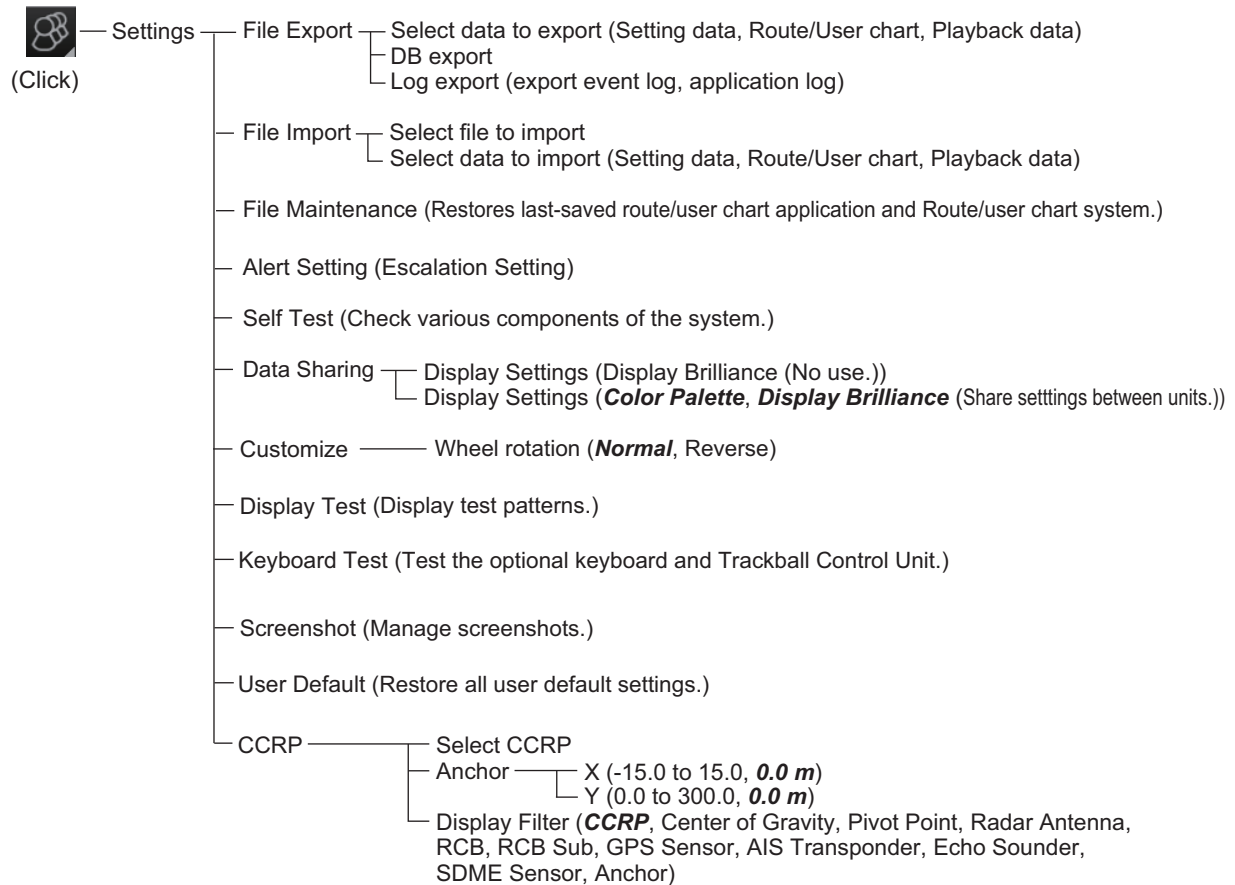 Settings
(Click)
File Export
Select data to export (Setting data, Route/User chart, Playback data)
DB export
Log export (export event log, application log)
File Import
Select file to import
Select data to import (Setting data, Route/User chart, Playback data)
File Maintenance (Restores last-saved route/user chart application and Route/user chart system.)
Alert Setting (Escalation Setting)
Self Test (Check various components of the system.)
Data Sharing
Display Settings (Display Brilliance (No use.))
Display Settings (Color Palette, Display Brilliance (Share setttings between units.))
Customize
Wheel rotation (Normal, Reverse)
Display Test (Display test patterns.)
Keyboard Test (Test the optional keyboard and Trackball Control Unit.)
Screenshot (Manage screenshots.)
User Default (Restore all user default settings.)
CCRP
Select CCRP
Anchor
X (-15.0 to 15.0, 0.0 m)
Y (0.0 to 300.0, 0.0 m)
Display Filter (CCRP, Center of Gravity, Pivot Point, Radar Antenna,
RCB, RCB Sub, GPS Sensor, AIS Transponder, Echo Sounder,
SDME Sensor, Anchor)